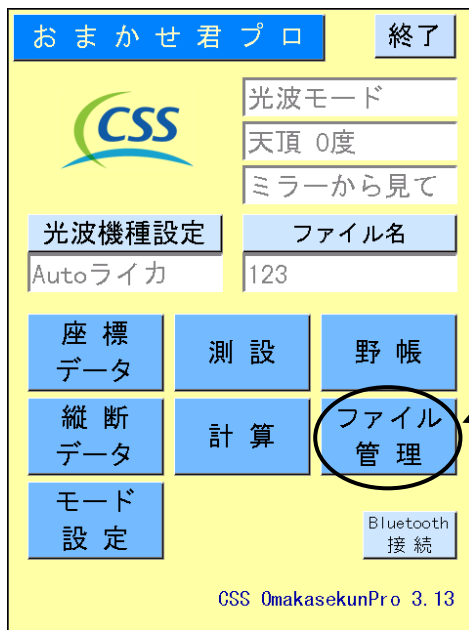 おまかせ君プロ
終了
CSS
光波モード
天頂 0度
ミラーから見て
光波機種設定
ファイル名
Autoライカ
123
座標
データ
測設
野帳
縦断
データ
計算
ファイル
管理
モード
設定
Bluetooth
接続
CSS OmakasekunPro 3.13